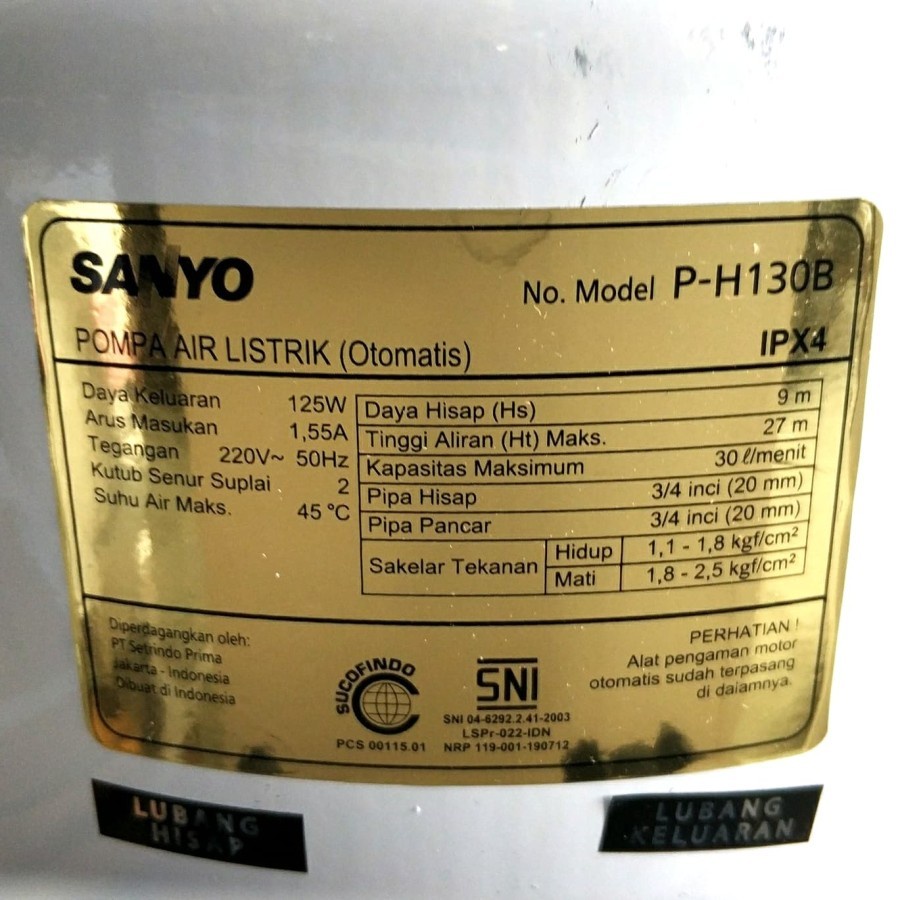 SANYO
No. Model P-H130B
POMPA AIR LISTRIK (Otomatis)
IPX4
Daya Keluaran 125W
Arus Masukan 1,55A
Tegangan 220V~ 50Hz
Kutub Senur Suplai 2
Suhu Air Maks. 45 °C
Daya Hisap (Hs) 9 m
Tinggi Aliran (Ht) Maks. 27 m
Kapasitas Maksimum 30 ℓ/menit
Pipa Hisap 3/4 inci (20 mm)
Pipa Pancar 3/4 inci (20 mm)
Sakelar Tekanan Hidup 1,1 - 1,8 kgf/cm²
Mati 1,8 - 2,5 kgf/cm²
Diperdagangkan oleh:
PT Setrindo Prima
Jakarta - Indonesia
Dibuat di Indonesia
SUCOFINDO
PCS 00115.01
SNI
SNI 04-6292.2.41-2003
LSPr-022-IDN
NRP 119-001-190712
PERHATIAN !
Alat pengaman motor
otomatis sudah terpasang
di dalamnya.
LUBANG
HISAP
LUBANG
KELUARAN